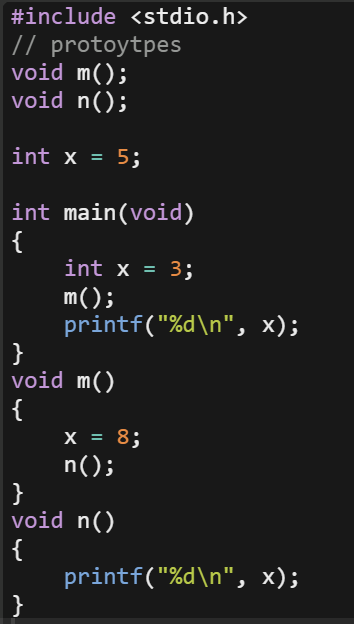 #include <stdio.h>
// protoytpes
void m();
void n();

int x = 5;

int main(void)
{
    int x = 3;
    m();
    printf("%d\n", x);
}
void m()
{
    x = 8;
    n();
}
void n()
{
    printf("%d\n", x);
}